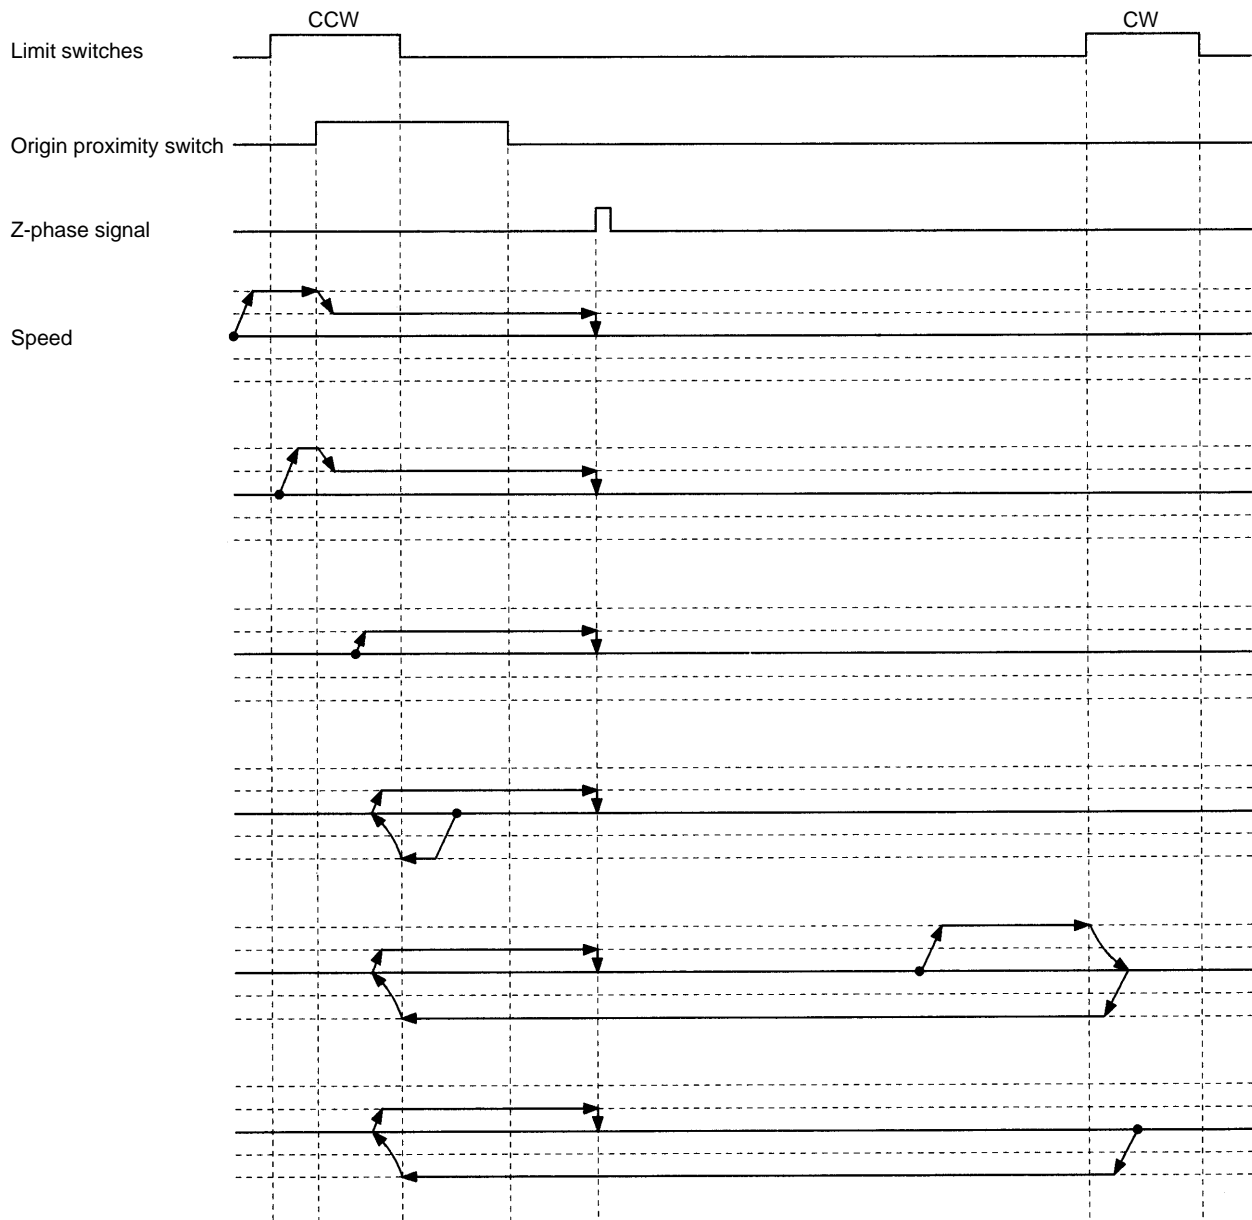 CCW
CW
Limit switches
Origin proximity switch
Z-phase signal
Speed